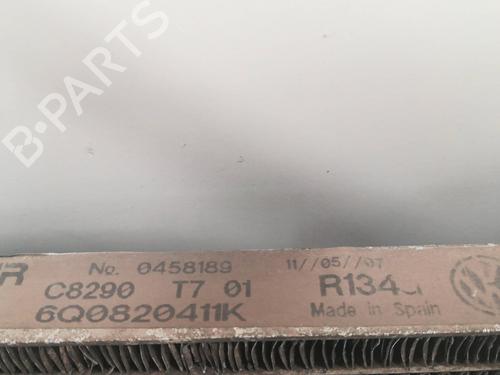 B-PARTS
No. 0458189 11//05//07
C8290 T7 01 R134
6Q0820411K Made in Spain